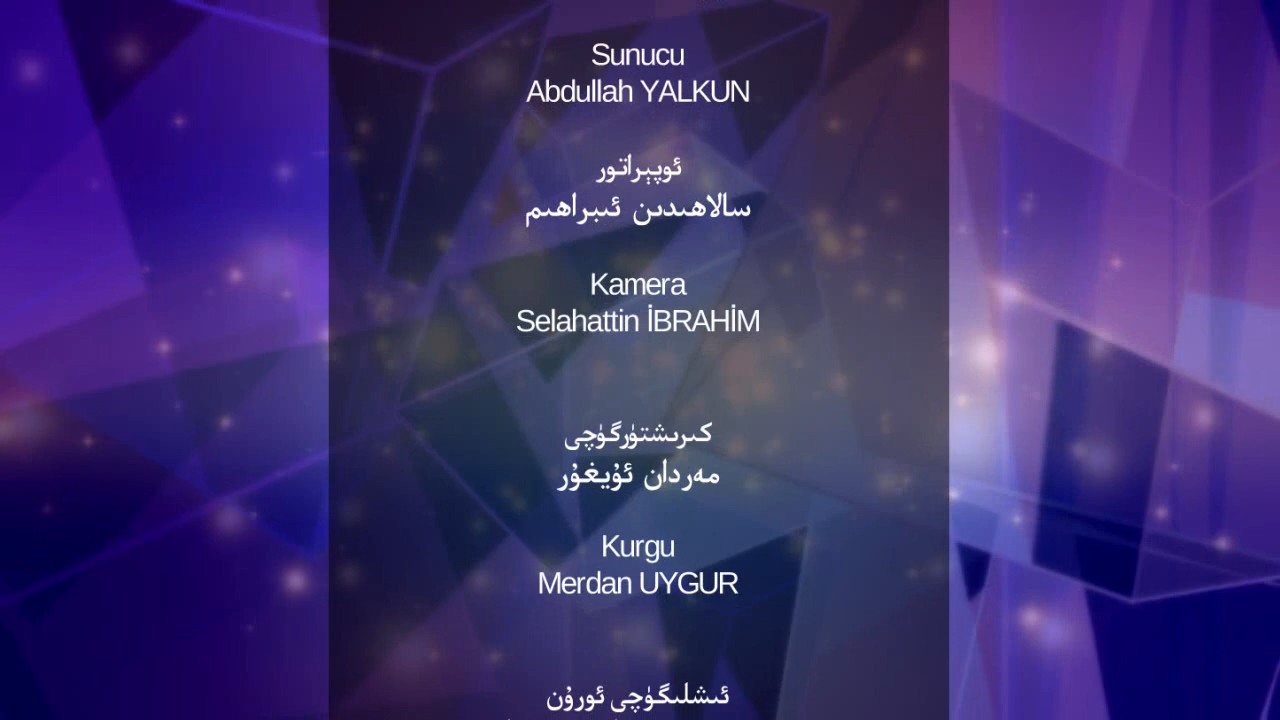 Sunucu
Abdullah YALKUN
ئوپېراتور
سالاھىدىن ئىبراھىم
Kamera
Selahattin İBRAHİM
كىرىشتۈرگۈچى
مەردان ئۇيغۇر
Kurgu
Merdan UYGUR
ئىشلىگۈچى ئورۇن